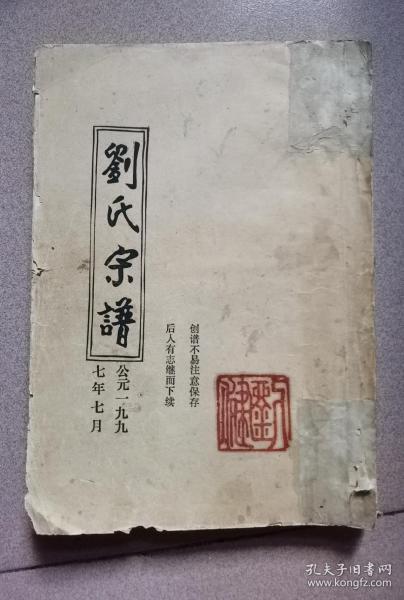 劉氏宗譜
公元一九九
七年七月
创谱不易注意保存
后人有志继而下续
孔夫子旧书网
www.kongfz.com